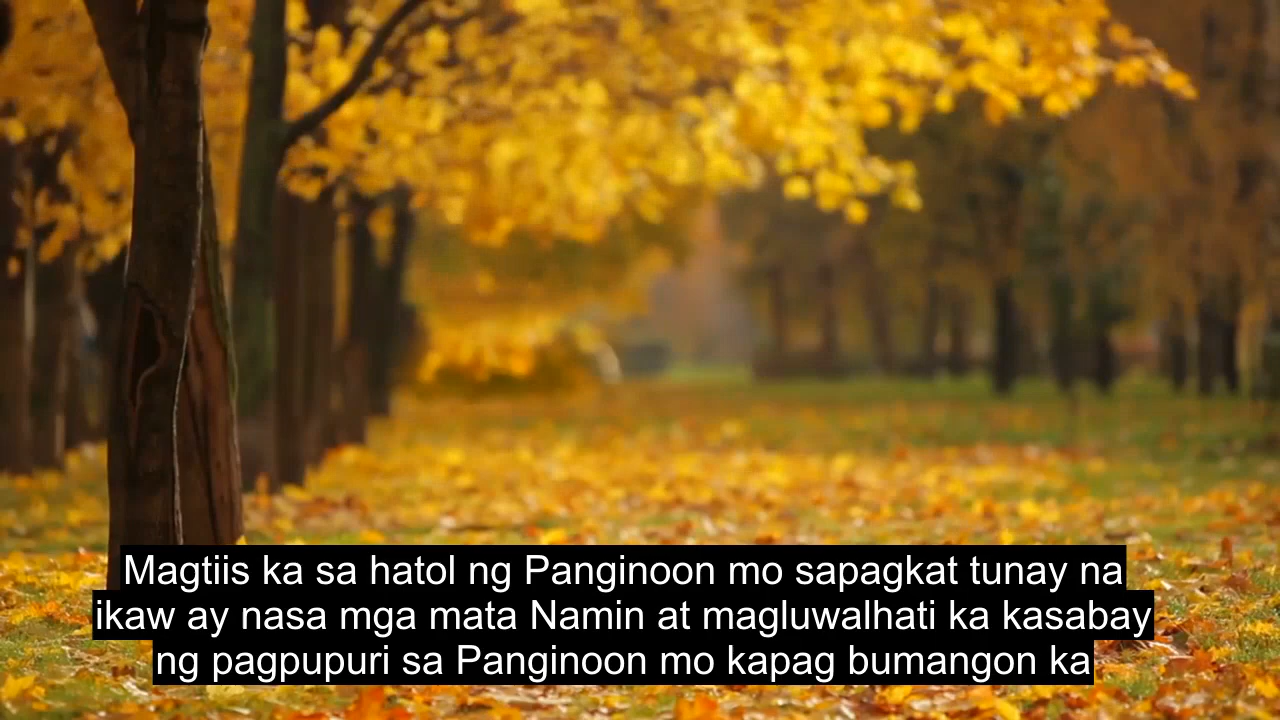 Magtiis ka sa hatol ng Panginoon mo sapagkat tunay na
ikaw ay nasa mga mata Namin at magluwalhati ka kasabay
ng pagpupuri sa Panginoon mo kapag bumangon ka